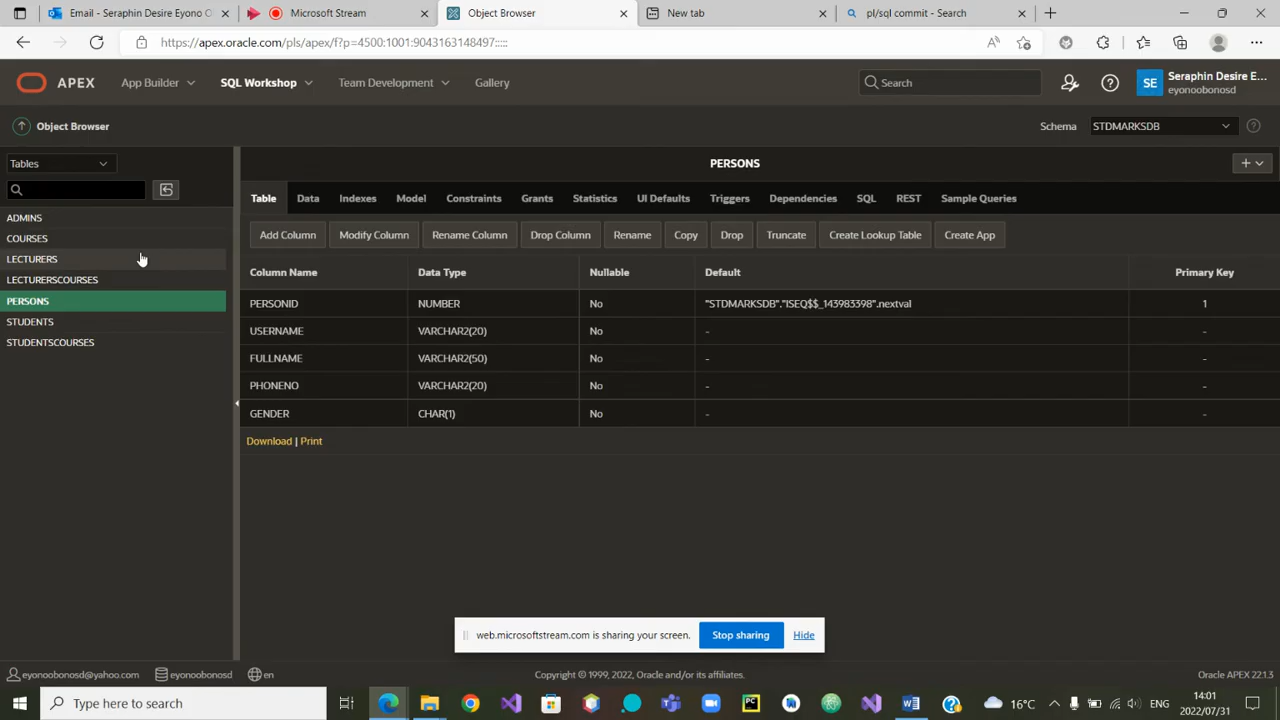 Email - Seraphin Desire Eyono O
Microsoft Stream
Object Browser
New tab
pl/sql commit - Search
https://apex.oracle.com/pls/apex/f?p=4500:1001:9043163148497:::::
APEX
App Builder
SQL Workshop
Team Development
Gallery
Search
SE
Seraphin Desire E...
eyonoobonosd
Object Browser
Schema
STDMARKSDB
Tables
PERSONS
ADMINS
COURSES
LECTURERS
LECTURERSCOURSES
PERSONS
STUDENTS
STUDENTSCOURSES
Table Data Indexes Model Constraints Grants Statistics UI Defaults Triggers Dependencies SQL REST Sample Queries
Add Column Modify Column Rename Column Drop Column Rename Copy Drop Truncate Create Lookup Table Create App
Column Name Data Type Nullable Default Primary Key
PERSONID NUMBER No "STDMARKSDB"."ISEQ$$_143983398".nextval 1
USERNAME VARCHAR2(20) No - -
FULLNAME VARCHAR2(50) No - -
PHONENO VARCHAR2(20) No - -
GENDER CHAR(1) No - -
Download | Print
web.microsoftstream.com is sharing your screen.
Stop sharing
Hide
eyonoobonosd@yahoo.com
eyonoobonosd
en
Copyright © 1999, 2022, Oracle and/or its affiliates.
Oracle APEX 22.1.3
Type here to search
16°C
ENG
14:01
2022/07/31